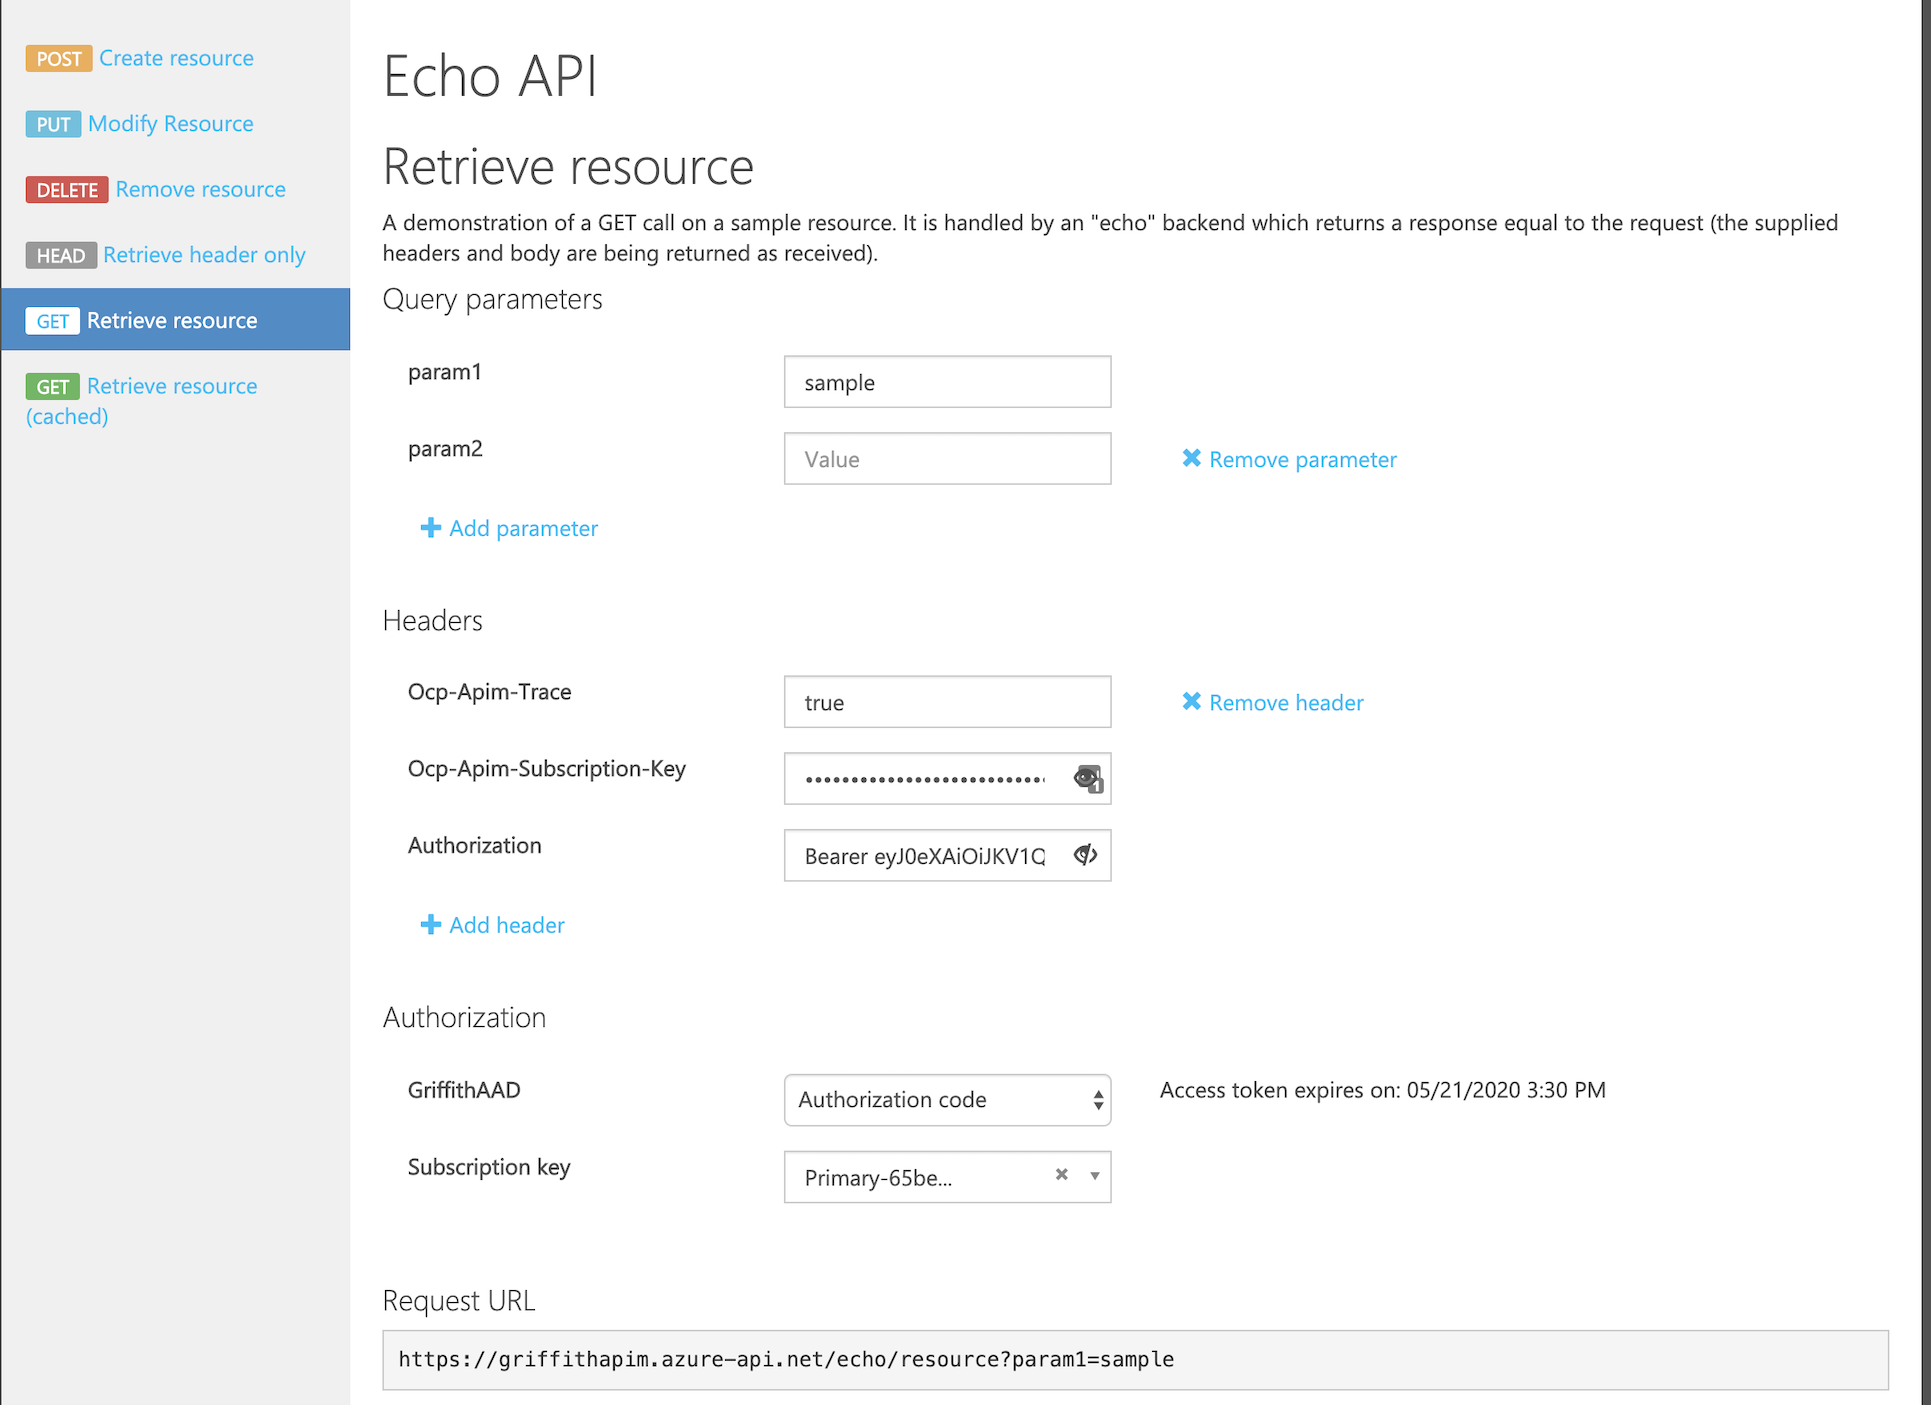 POST Create resource
PUT Modify Resource
DELETE Remove resource
HEAD Retrieve header only
GET Retrieve resource
GET Retrieve resource
(cached)
Echo API
Retrieve resource
A demonstration of a GET call on a sample resource. It is handled by an "echo" backend which returns a response equal to the request (the supplied
headers and body are being returned as received).
Query parameters
param1 sample
param2 Value Remove parameter
Add parameter
Headers
Ocp-Apim-Trace true Remove header
Ocp-Apim-Subscription-Key 1
Authorization Bearer eyJ0eXAiOiJKV1Q
Add header
Authorization
GriffithAAD Authorization code Access token expires on: 05/21/2020 3:30 PM
Subscription key Primary-65be...
Request URL
https://griffithapim.azure-api.net/echo/resource?param1=sample